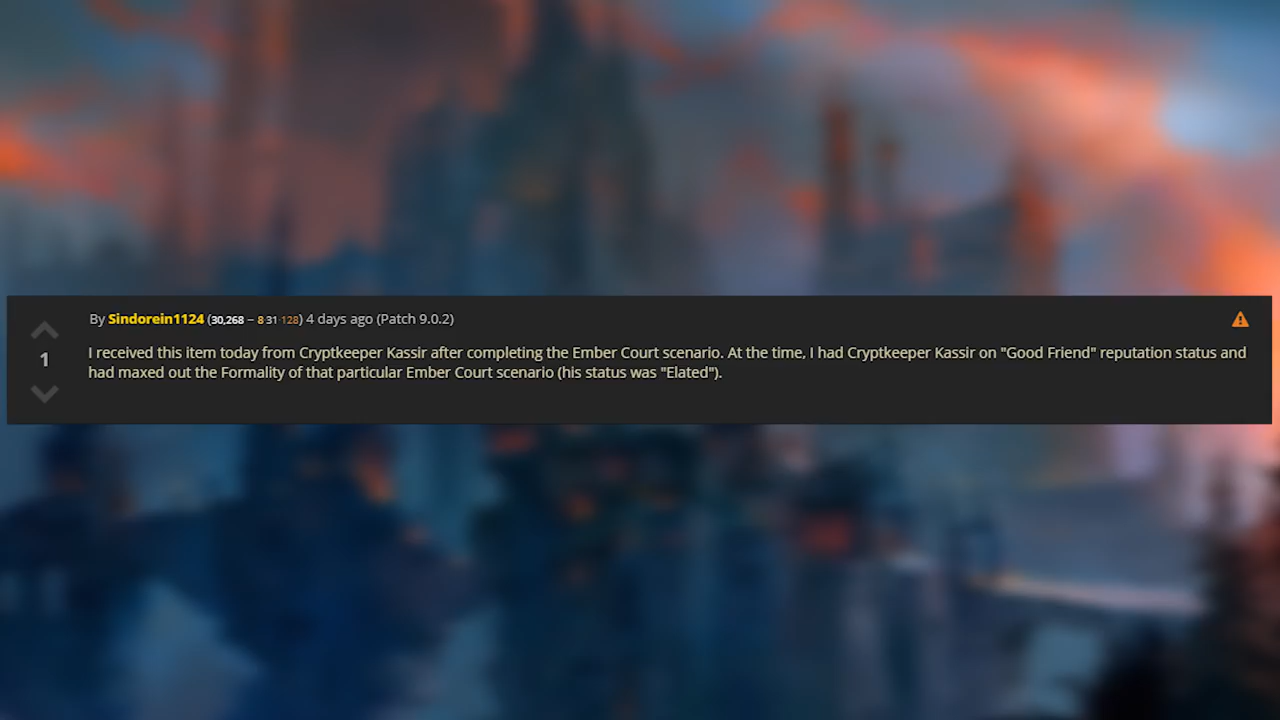 By Sindorein1124 (30,268 – 8·31·128) 4 days ago (Patch 9.0.2)
1
I received this item today from Cryptkeeper Kassir after completing the Ember Court scenario. At the time, I had Cryptkeeper Kassir on "Good Friend" reputation status and
had maxed out the Formality of that particular Ember Court scenario (his status was "Elated").